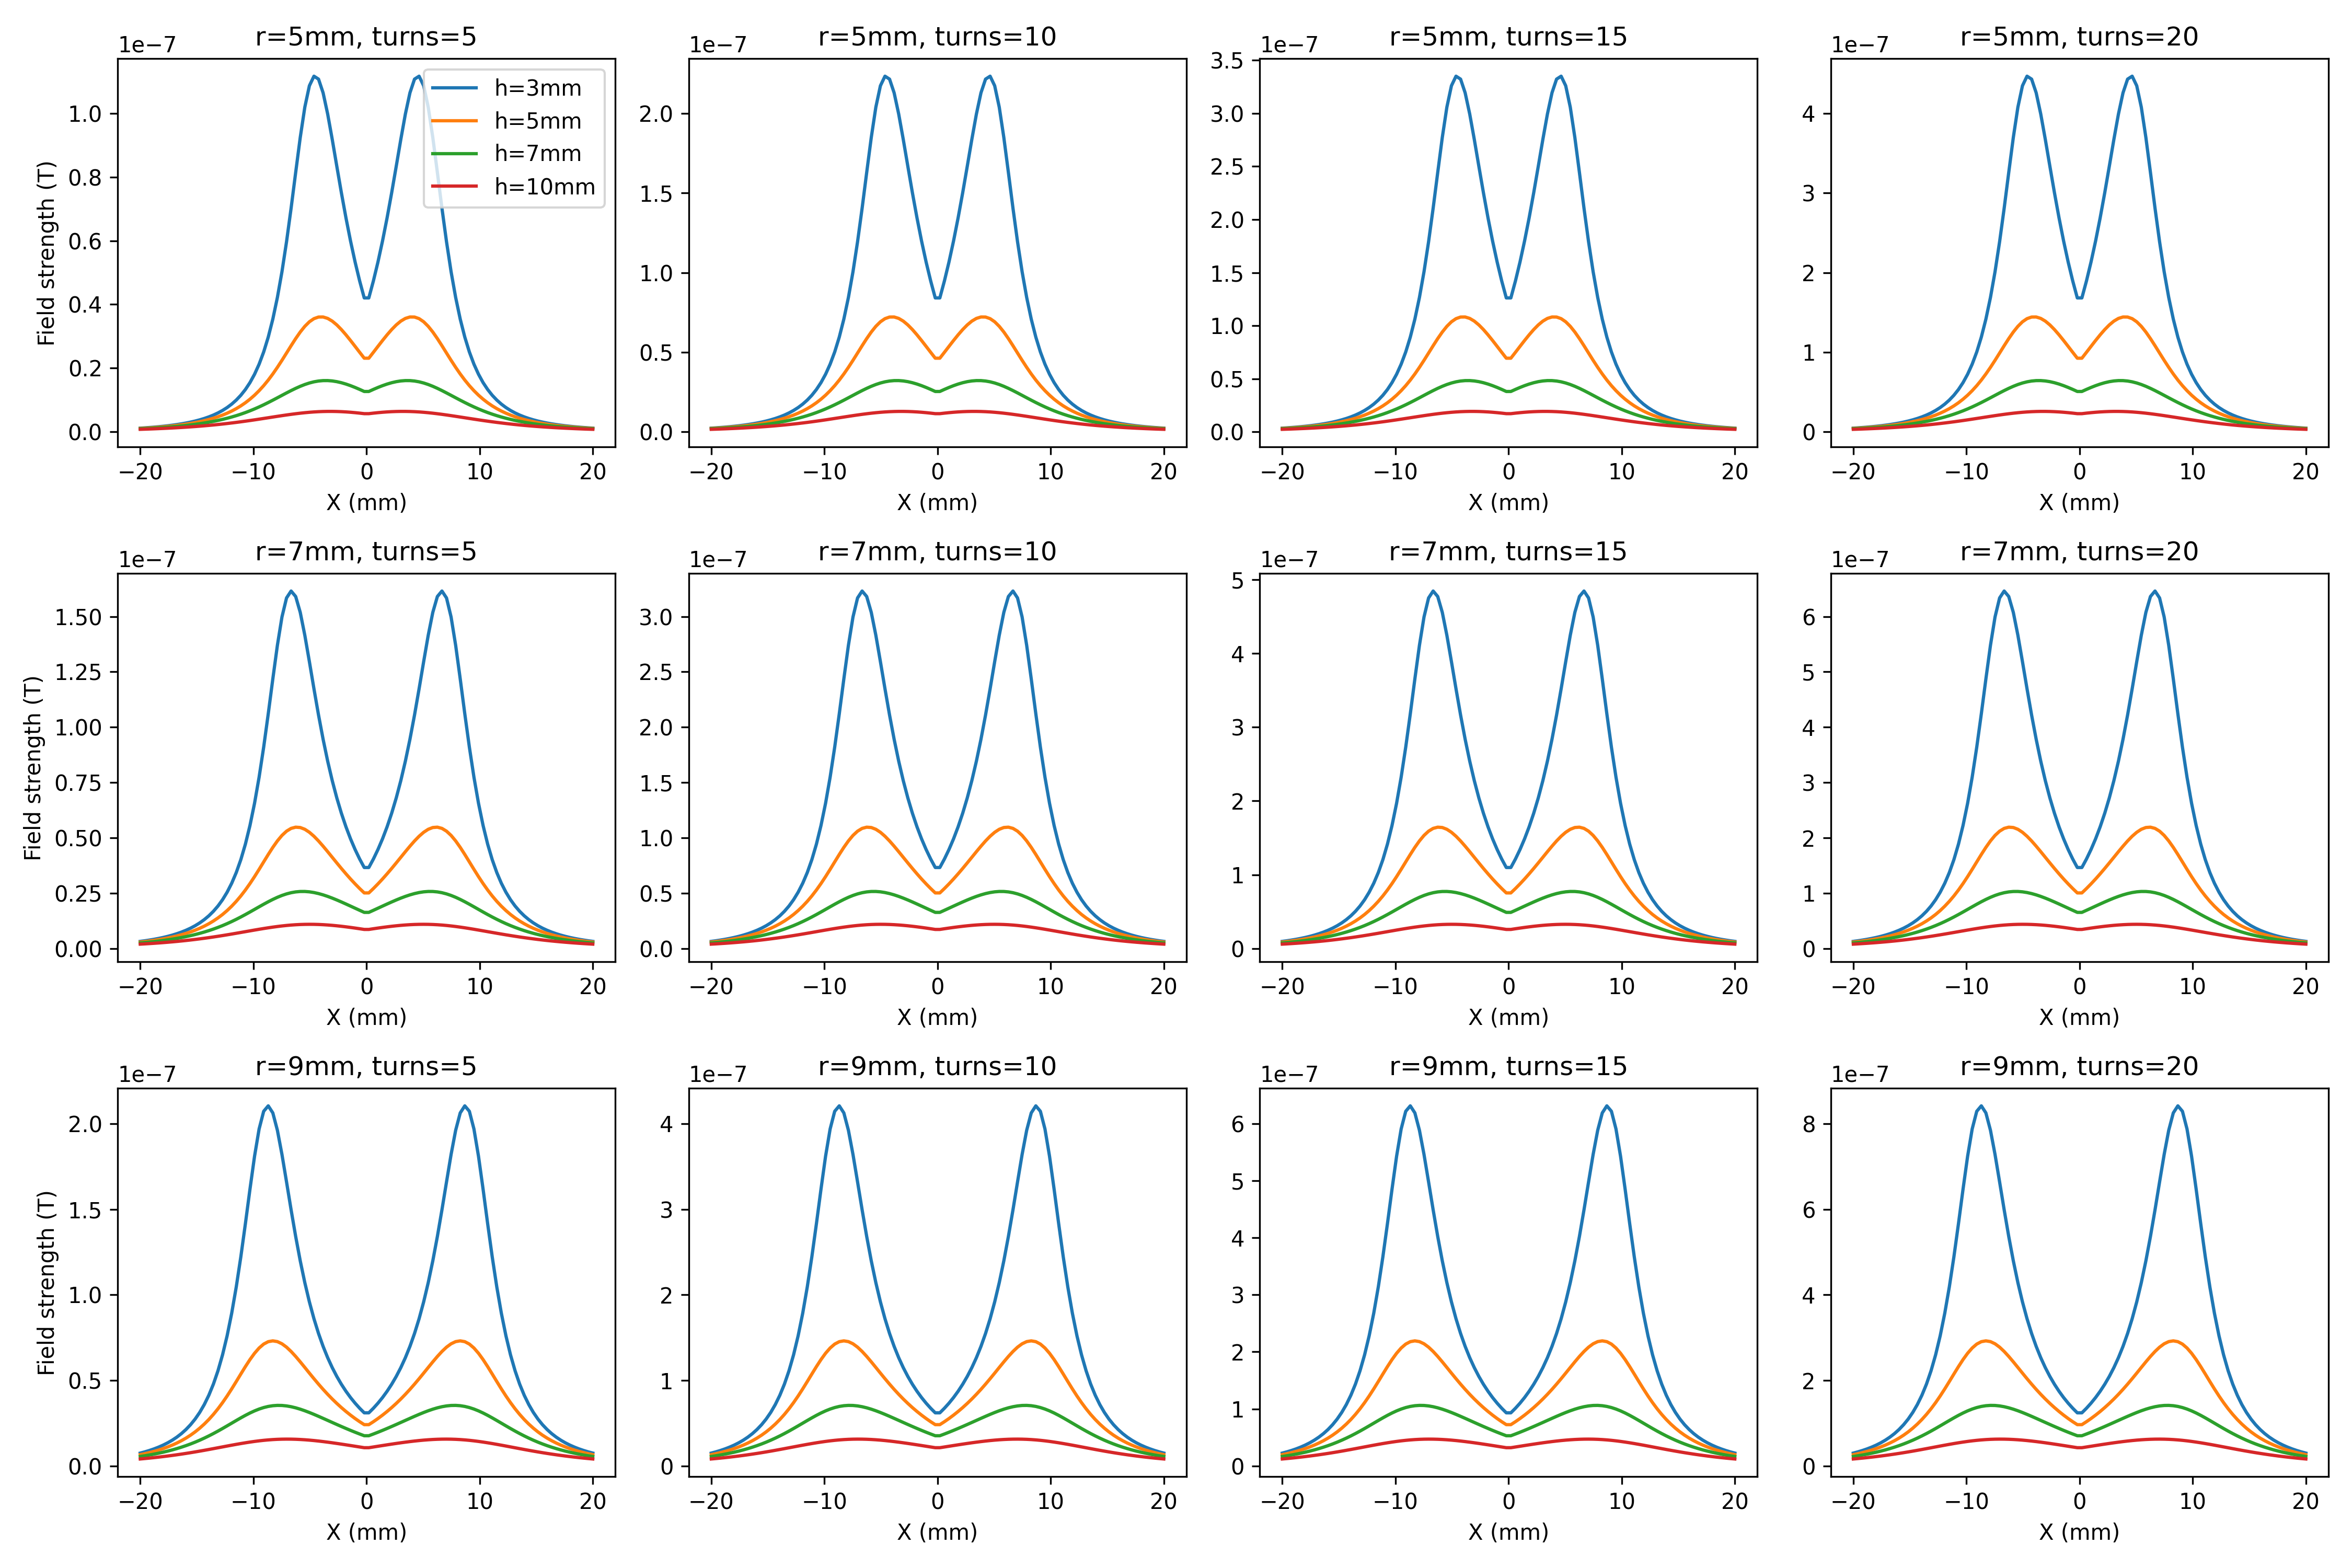 r=5mm, turns=5
1e−7
Field strength (T)
1.0
0.8
0.6
0.4
0.2
0.0
h=3mm
h=5mm
h=7mm
h=10mm
−20 −10 0 10 20
X (mm)
r=5mm, turns=10
1e−7
2.0
1.5
1.0
0.5
0.0
−20 −10 0 10 20
X (mm)
r=5mm, turns=15
1e−7
3.5
3.0
2.5
2.0
1.5
1.0
0.5
0.0
−20 −10 0 10 20
X (mm)
r=5mm, turns=20
1e−7
4
3
2
1
0
−20 −10 0 10 20
X (mm)
r=7mm, turns=5
1e−7
Field strength (T)
1.50
1.25
1.00
0.75
0.50
0.25
0.00
−20 −10 0 10 20
X (mm)
r=7mm, turns=10
1e−7
3.0
2.5
2.0
1.5
1.0
0.5
0.0
−20 −10 0 10 20
X (mm)
r=7mm, turns=15
1e−7
5
4
3
2
1
0
−20 −10 0 10 20
X (mm)
r=7mm, turns=20
1e−7
6
5
4
3
2
1
0
−20 −10 0 10 20
X (mm)
r=9mm, turns=5
1e−7
Field strength (T)
2.0
1.5
1.0
0.5
0.0
−20 −10 0 10 20
X (mm)
r=9mm, turns=10
1e−7
4
3
2
1
0
−20 −10 0 10 20
X (mm)
r=9mm, turns=15
1e−7
6
5
4
3
2
1
0
−20 −10 0 10 20
X (mm)
r=9mm, turns=20
1e−7
8
6
4
2
0
−20 −10 0 10 20
X (mm)